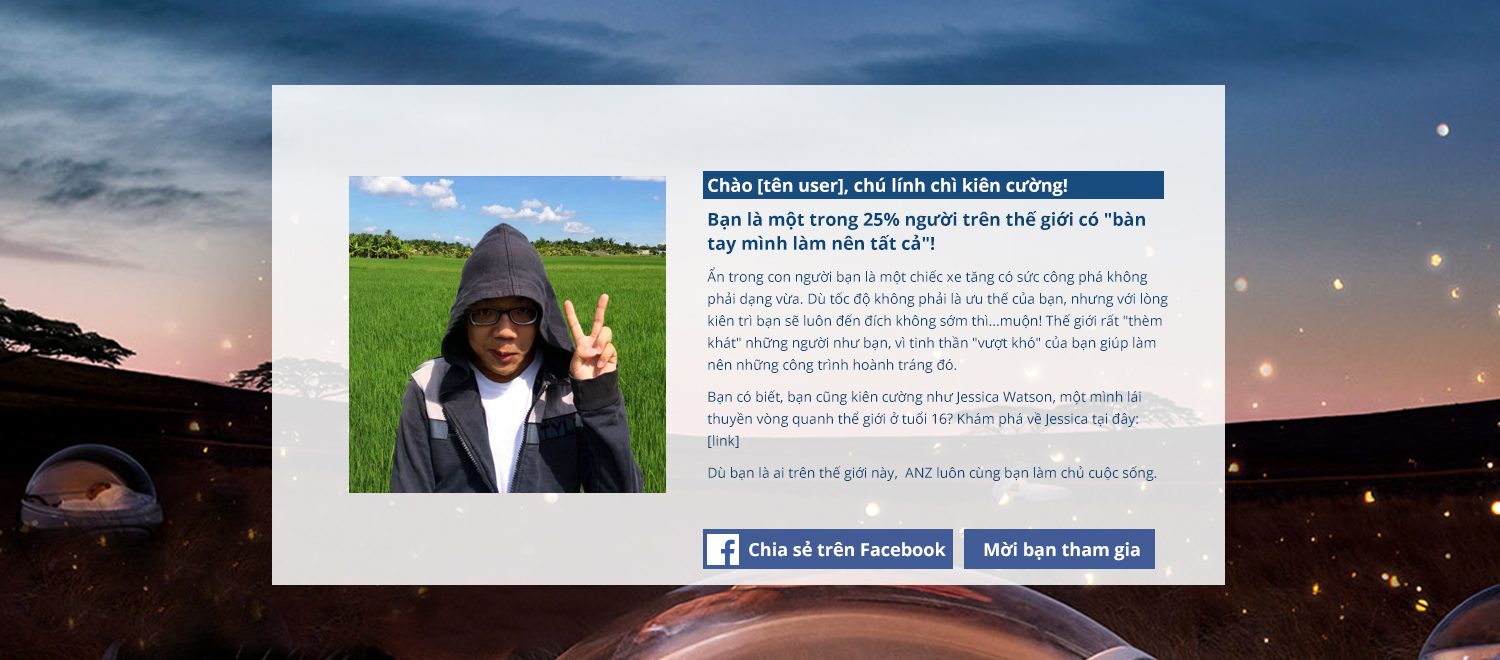 Chào [tên user], chú lính chì kiên cường!
Bạn là một trong 25% người trên thế giới có "bàn
tay mình làm nên tất cả"!
Ẩn trong con người bạn là một chiếc xe tăng có sức công phá không
phải dạng vừa. Dù tốc độ không phải là ưu thế của bạn, nhưng với lòng
kiên trì bạn sẽ luôn đến đích không sớm thì...muộn! Thế giới rất "thèm
khát" những người như bạn, vì tinh thần "vượt khó" của bạn giúp làm
nên những công trình hoành tráng đó.
Bạn có biết, bạn cũng kiên cường như Jessica Watson, một mình lái
thuyền vòng quanh thế giới ở tuổi 16? Khám phá về Jessica tại đây:
[link]
Dù bạn là ai trên thế giới này, ANZ luôn cùng bạn làm chủ cuộc sống.
Chia sẻ trên Facebook
Mời bạn tham gia